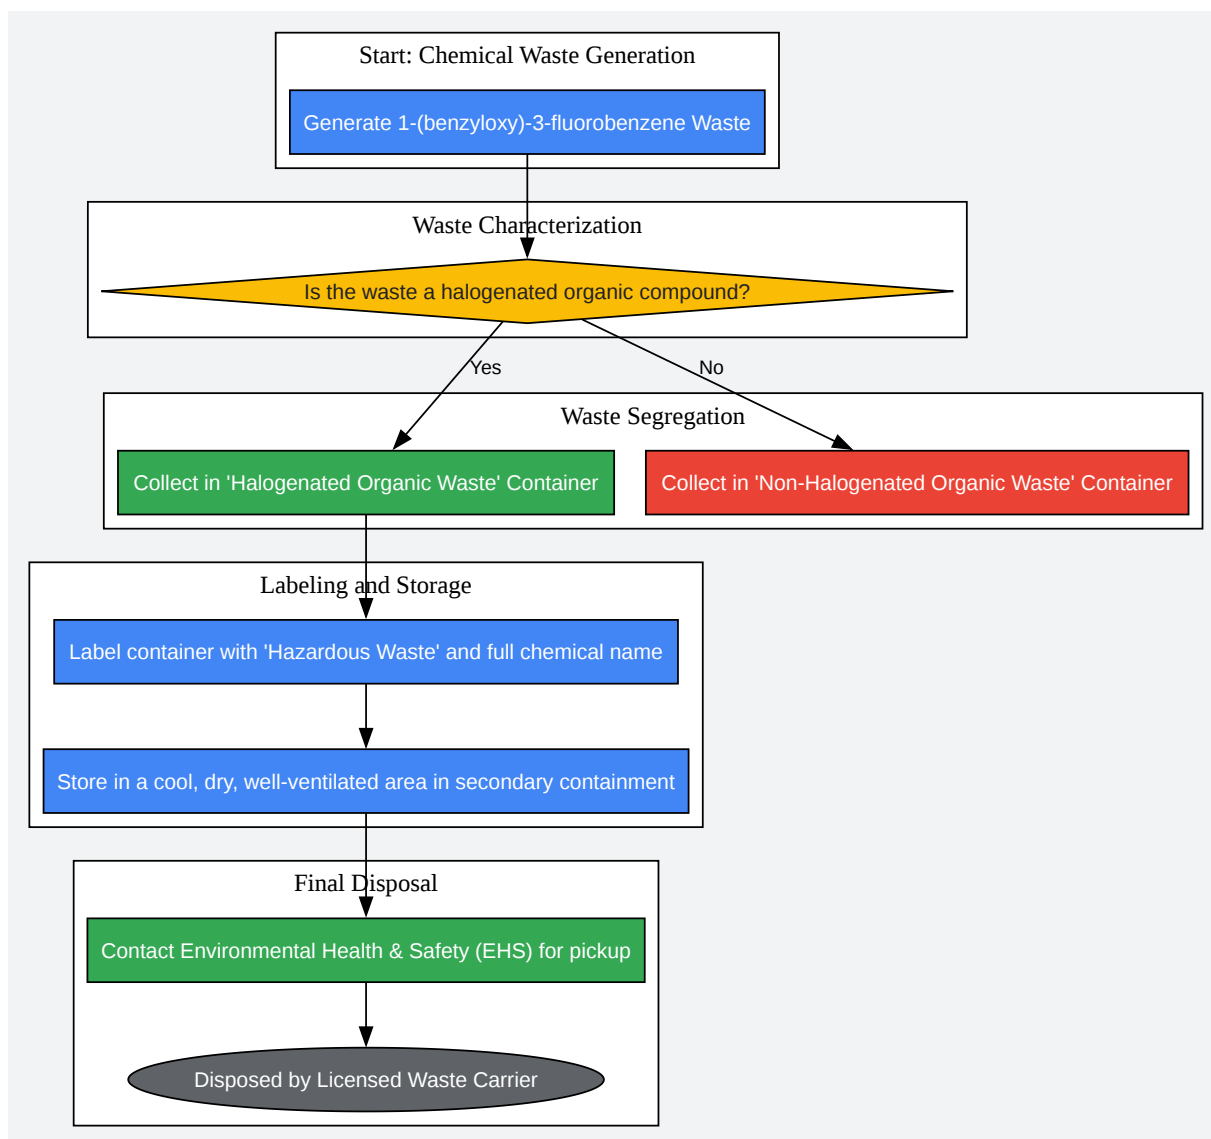 Start: Chemical Waste Generation
Generate 1-(benzyloxy)-3-fluorobenzene Waste
Waste Characterization
Is the waste a halogenated organic compound?
Yes
No
Waste Segregation
Collect in 'Halogenated Organic Waste' Container
Collect in 'Non-Halogenated Organic Waste' Container
Labeling and Storage
Label container with 'Hazardous Waste' and full chemical name
Store in a cool, dry, well-ventilated area in secondary containment
Final Disposal
Contact Environmental Health & Safety (EHS) for pickup
Disposed by Licensed Waste Carrier